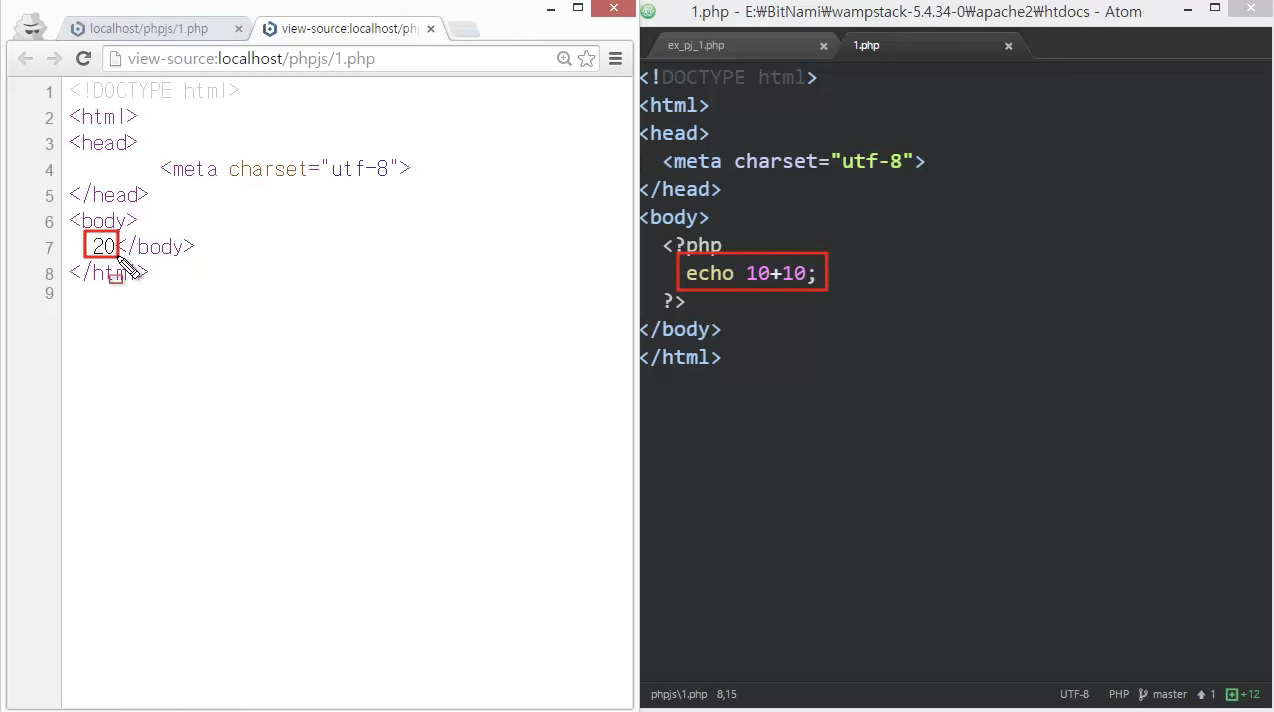 localhost/phpjs/1.php
view-source:localhost/ph
view-source:localhost/phpjs/1.php
1 <!DOCTYPE html>
2 <html>
3 <head>
4 <meta charset="utf-8">
5 </head>
6 <body>
7 20</body>
8 </html>
9
1.php - E:₩BitNami₩wampstack-5.4.34-0₩apache2₩htdocs - Atom
ex_pj_1.php
1.php
<!DOCTYPE html>
<html>
<head>
<meta charset="utf-8">
</head>
<body>
<?php
echo 10+10;
?>
</body>
</html>
phpjs\1.php 8,15
UTF-8 PHP master 1 +12